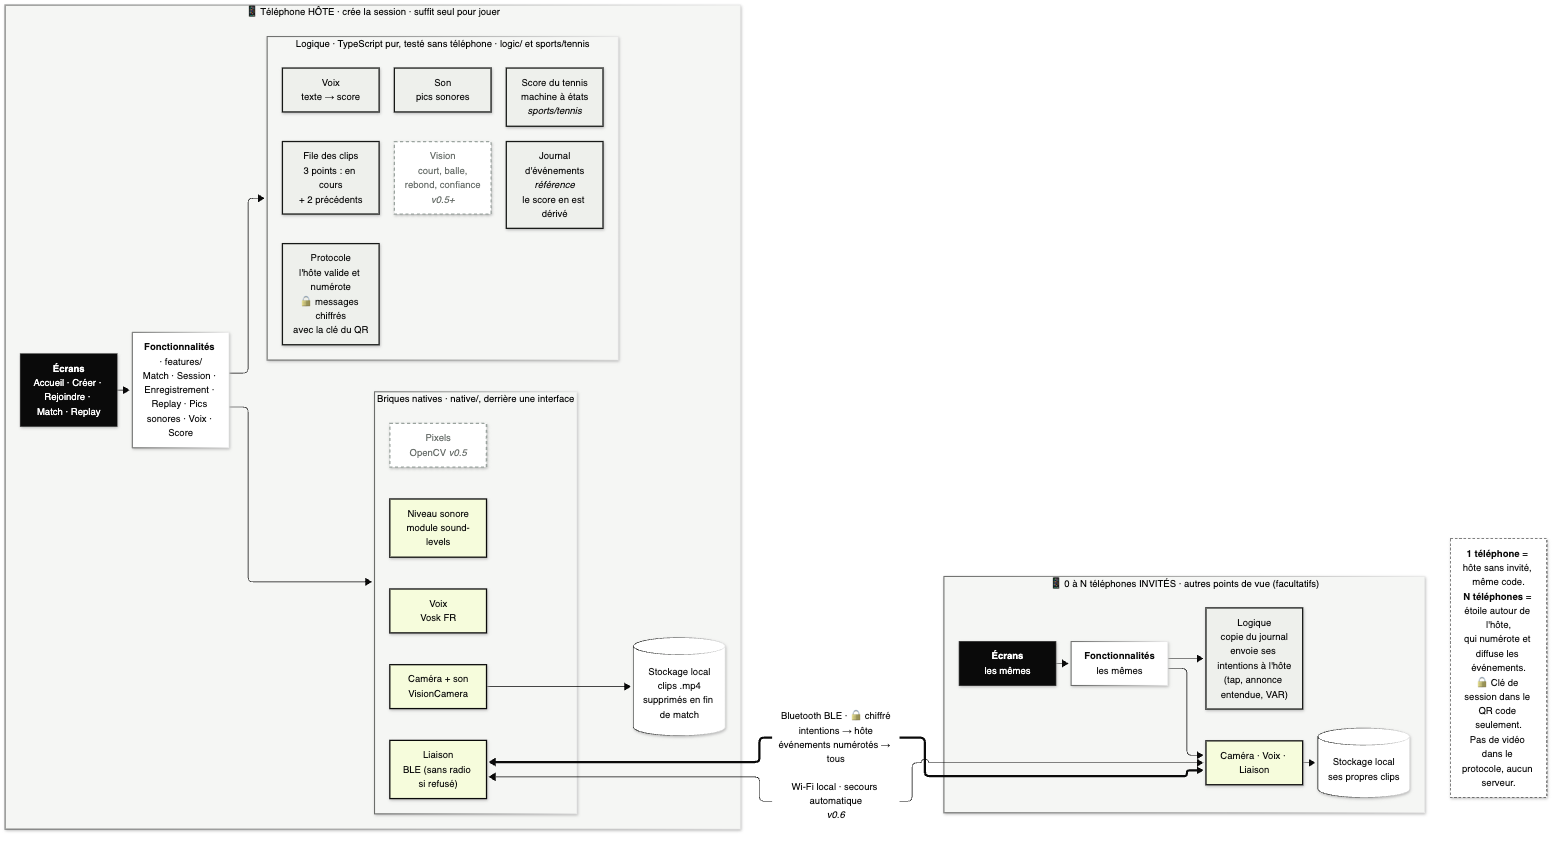 📱 Téléphone HÔTE · crée la session · suffit seul pour jouer
Logique · TypeScript pur, testé sans téléphone · logic/ et sports/tennis
Voix
texte → score
Son
pics sonores
Score du tennis
machine à états
sports/tennis
File des clips
3 points : en
cours
+ 2 précédents
Vision
court, balle,
rebond, confiance
v0.5+
Journal
d'événements
référence
le score en est
dérivé
Protocole
l'hôte valide et
numérote
🔒 messages
chiffrés
avec la clé du QR
Écrans
Accueil · Créer ·
Rejoindre ·
Match · Replay
Fonctionnalités
· features/
Match · Session ·
Enregistrement ·
Replay · Pics
sonores · Voix ·
Score
Briques natives · native/, derrière une interface
Pixels
OpenCV v0.5
Niveau sonore
module sound-
levels
Voix
Vosk FR
Caméra + son
VisionCamera
Liaison
BLE (sans radio
si refusé)
Stockage local
clips .mp4
supprimés en fin
de match
Bluetooth BLE · 🔒 chiffré
intentions → hôte
événements numérotés →
tous
Wi-Fi local · secours
automatique
v0.6
📱 0 à N téléphones INVITÉS · autres points de vue (facultatifs)
Écrans
les mêmes
Fonctionnalités
les mêmes
Logique
copie du journal
envoie ses
intentions à l'hôte
(tap, annonce
entendue, VAR)
Caméra · Voix ·
Liaison
Stockage local
ses propres clips
1 téléphone =
hôte sans invité,
même code.
N téléphones =
étoile autour de
l'hôte,
qui numérote et
diffuse les
événements.
🔒 Clé de
session dans le
QR code
seulement.
Pas de vidéo
dans le
protocole, aucun
serveur.